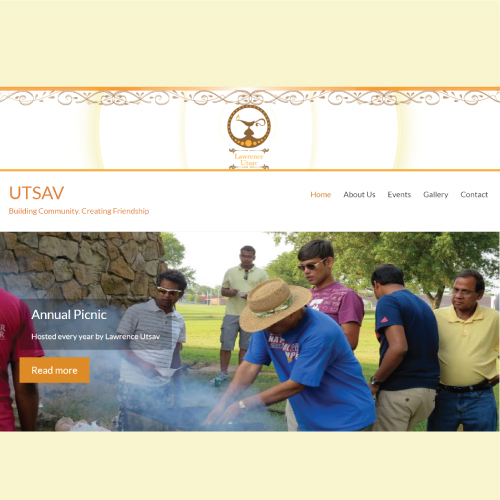 Lawrence
Utsav
UTSAV
Building Community. Creating Friendship
Home About Us Events Gallery Contact
Annual Picnic
Hosted every year by Lawrence Utsav
Read more